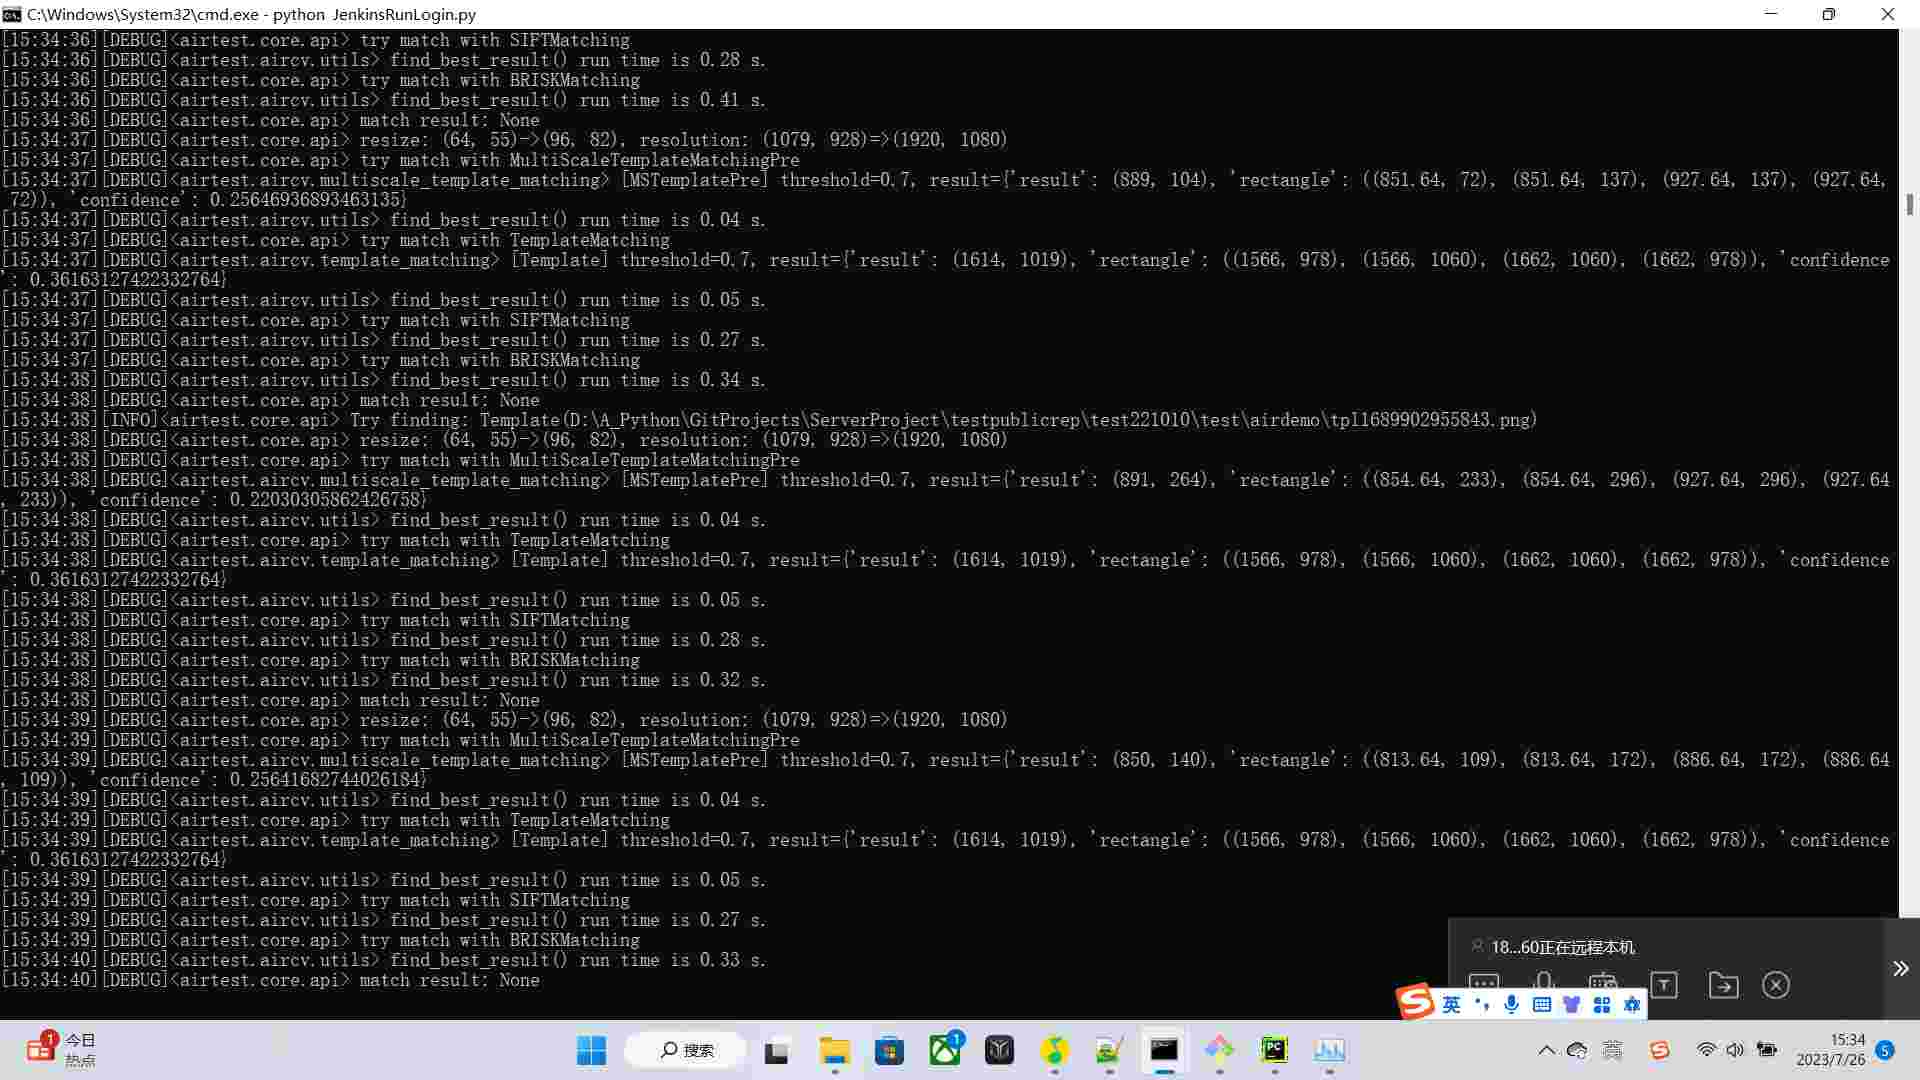 C:\Windows\System32\cmd.exe - python  JenkinsRunLogin.py
[15:34:36][DEBUG]<airtest.core.api> try match with SIFTMatching
[15:34:36][DEBUG]<airtest.aircv.utils> find_best_result() run time is 0.28 s.
[15:34:36][DEBUG]<airtest.core.api> try match with BRISKMatching
[15:34:36][DEBUG]<airtest.aircv.utils> find_best_result() run time is 0.41 s.
[15:34:36][DEBUG]<airtest.core.api> match result: None
[15:34:37][DEBUG]<airtest.core.api> resize: (64, 55)->(96, 82), resolution: (1079, 928)=>(1920, 1080)
[15:34:37][DEBUG]<airtest.core.api> try match with MultiScaleTemplateMatchingPre
[15:34:37][DEBUG]<airtest.aircv.multiscale_template_matching> [MSTemplatePre] threshold=0.7, result={'result': (889, 104), 'rectangle': ((851.64, 72), (851.64, 137), (927.64, 137), (927.64,
 72)), 'confidence': 0.25646936893463135}
[15:34:37][DEBUG]<airtest.aircv.utils> find_best_result() run time is 0.04 s.
[15:34:37][DEBUG]<airtest.core.api> try match with TemplateMatching
[15:34:37][DEBUG]<airtest.aircv.template_matching> [Template] threshold=0.7, result={'result': (1614, 1019), 'rectangle': ((1566, 978), (1566, 1060), (1662, 1060), (1662, 978)), 'confidence
': 0.36163127422332764}
[15:34:37][DEBUG]<airtest.aircv.utils> find_best_result() run time is 0.05 s.
[15:34:37][DEBUG]<airtest.core.api> try match with SIFTMatching
[15:34:37][DEBUG]<airtest.aircv.utils> find_best_result() run time is 0.27 s.
[15:34:37][DEBUG]<airtest.core.api> try match with BRISKMatching
[15:34:38][DEBUG]<airtest.aircv.utils> find_best_result() run time is 0.34 s.
[15:34:38][DEBUG]<airtest.core.api> match result: None
[15:34:38][INFO]<airtest.core.api> Try finding: Template(D:\A_Python\GitProjects\ServerProject\testpublicrep\test221010\test\airdemo\tpl1689902955843.png)
[15:34:38][DEBUG]<airtest.core.api> resize: (64, 55)->(96, 82), resolution: (1079, 928)=>(1920, 1080)
[15:34:38][DEBUG]<airtest.core.api> try match with MultiScaleTemplateMatchingPre
[15:34:38][DEBUG]<airtest.aircv.multiscale_template_matching> [MSTemplatePre] threshold=0.7, result={'result': (891, 264), 'rectangle': ((854.64, 233), (854.64, 296), (927.64, 296), (927.64
, 233)), 'confidence': 0.22030305862426758}
[15:34:38][DEBUG]<airtest.aircv.utils> find_best_result() run time is 0.04 s.
[15:34:38][DEBUG]<airtest.core.api> try match with TemplateMatching
[15:34:38][DEBUG]<airtest.aircv.template_matching> [Template] threshold=0.7, result={'result': (1614, 1019), 'rectangle': ((1566, 978), (1566, 1060), (1662, 1060), (1662, 978)), 'confidence
': 0.36163127422332764}
[15:34:38][DEBUG]<airtest.aircv.utils> find_best_result() run time is 0.05 s.
[15:34:38][DEBUG]<airtest.core.api> try match with SIFTMatching
[15:34:38][DEBUG]<airtest.aircv.utils> find_best_result() run time is 0.28 s.
[15:34:38][DEBUG]<airtest.core.api> try match with BRISKMatching
[15:34:38][DEBUG]<airtest.aircv.utils> find_best_result() run time is 0.32 s.
[15:34:38][DEBUG]<airtest.core.api> match result: None
[15:34:39][DEBUG]<airtest.core.api> resize: (64, 55)->(96, 82), resolution: (1079, 928)=>(1920, 1080)
[15:34:39][DEBUG]<airtest.core.api> try match with MultiScaleTemplateMatchingPre
[15:34:39][DEBUG]<airtest.aircv.multiscale_template_matching> [MSTemplatePre] threshold=0.7, result={'result': (850, 140), 'rectangle': ((813.64, 109), (813.64, 172), (886.64, 172), (886.64
, 109)), 'confidence': 0.25641682744026184}
[15:34:39][DEBUG]<airtest.aircv.utils> find_best_result() run time is 0.04 s.
[15:34:39][DEBUG]<airtest.core.api> try match with TemplateMatching
[15:34:39][DEBUG]<airtest.aircv.template_matching> [Template] threshold=0.7, result={'result': (1614, 1019), 'rectangle': ((1566, 978), (1566, 1060), (1662, 1060), (1662, 978)), 'confidence
': 0.36163127422332764}
[15:34:39][DEBUG]<airtest.aircv.utils> find_best_result() run time is 0.05 s.
[15:34:39][DEBUG]<airtest.core.api> try match with SIFTMatching
[15:34:39][DEBUG]<airtest.aircv.utils> find_best_result() run time is 0.27 s.
[15:34:39][DEBUG]<airtest.core.api> try match with BRISKMatching
[15:34:40][DEBUG]<airtest.aircv.utils> find_best_result() run time is 0.33 s.
[15:34:40][DEBUG]<airtest.core.api> match result: None
18...60正在远程本机
英
1
今日
热点
搜索
1
PC
英
15:34
2023/7/26
5